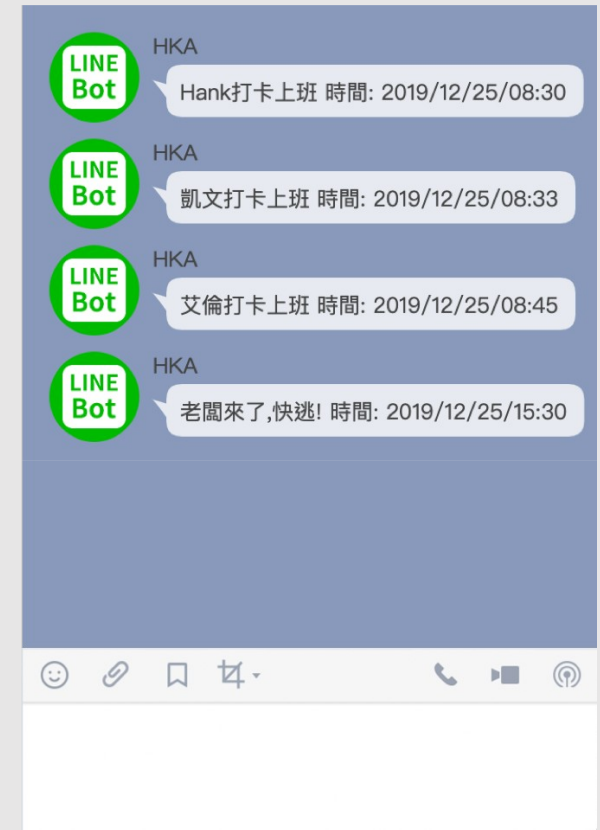 HKA
LINE
Bot
Hank打卡上班 時間: 2019/12/25/08:30
HKA
LINE
Bot
凱文打卡上班 時間: 2019/12/25/08:33
HKA
LINE
Bot
艾倫打卡上班 時間: 2019/12/25/08:45
HKA
LINE
Bot
老闆來了,快逃! 時間: 2019/12/25/15:30